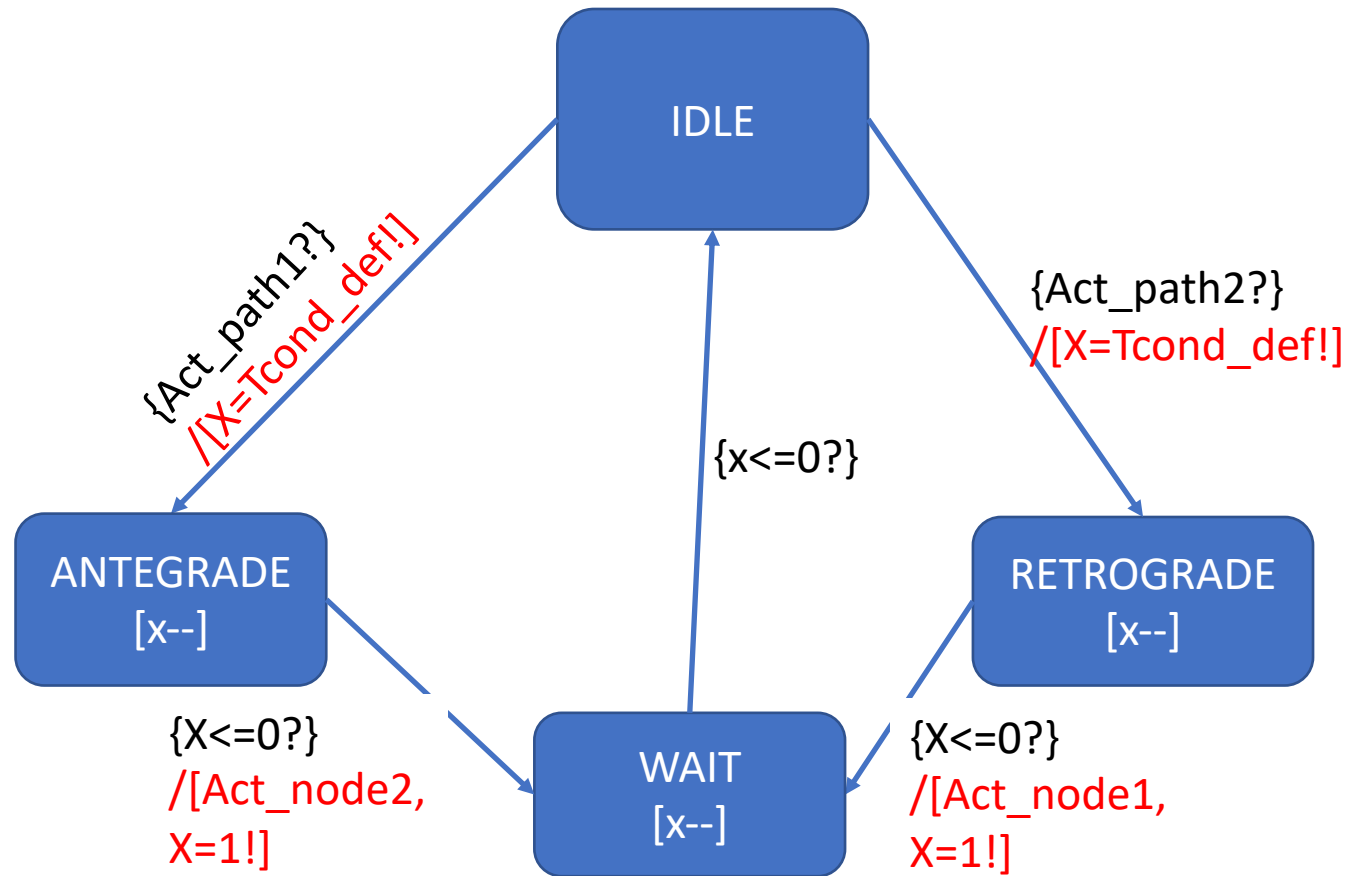 IDLE
{Act_path1?}
/[X=Tcond_def!]
{Act_path2?}
/[X=Tcond_def!]
{x<=0?}
ANTEGRADE
[x--]
RETROGRADE
[x--]
{X<=0?}
/[Act_node2,
X=1!]
WAIT
[x--]
{X<=0?}
/[Act_node1,
X=1!]